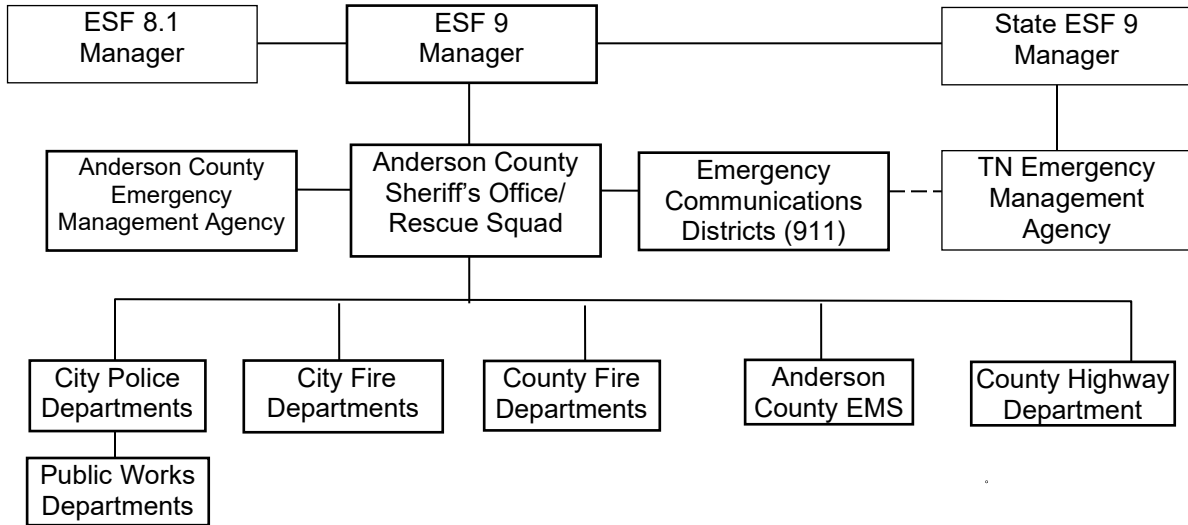 ESF 8.1
Manager
ESF 9
Manager
State ESF 9
Manager
Anderson County
Emergency
Management Agency
Anderson County
Sheriff’s Office/
Rescue Squad
Emergency
Communications
Districts (911)
TN Emergency
Management
Agency
City Police
Departments
City Fire
Departments
County Fire
Departments
Anderson
County EMS
County Highway
Department
Public Works
Departments